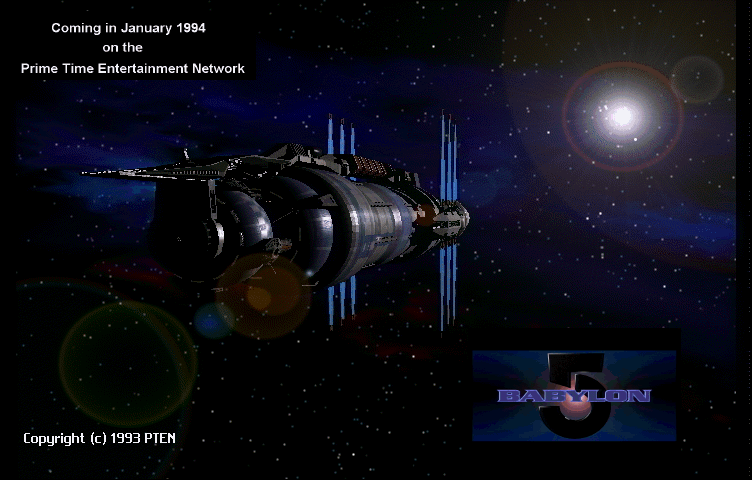 Coming in January 1994
on the
Prime Time Entertainment Network
5
BABYLON
Copyright (c) 1993 PTEN